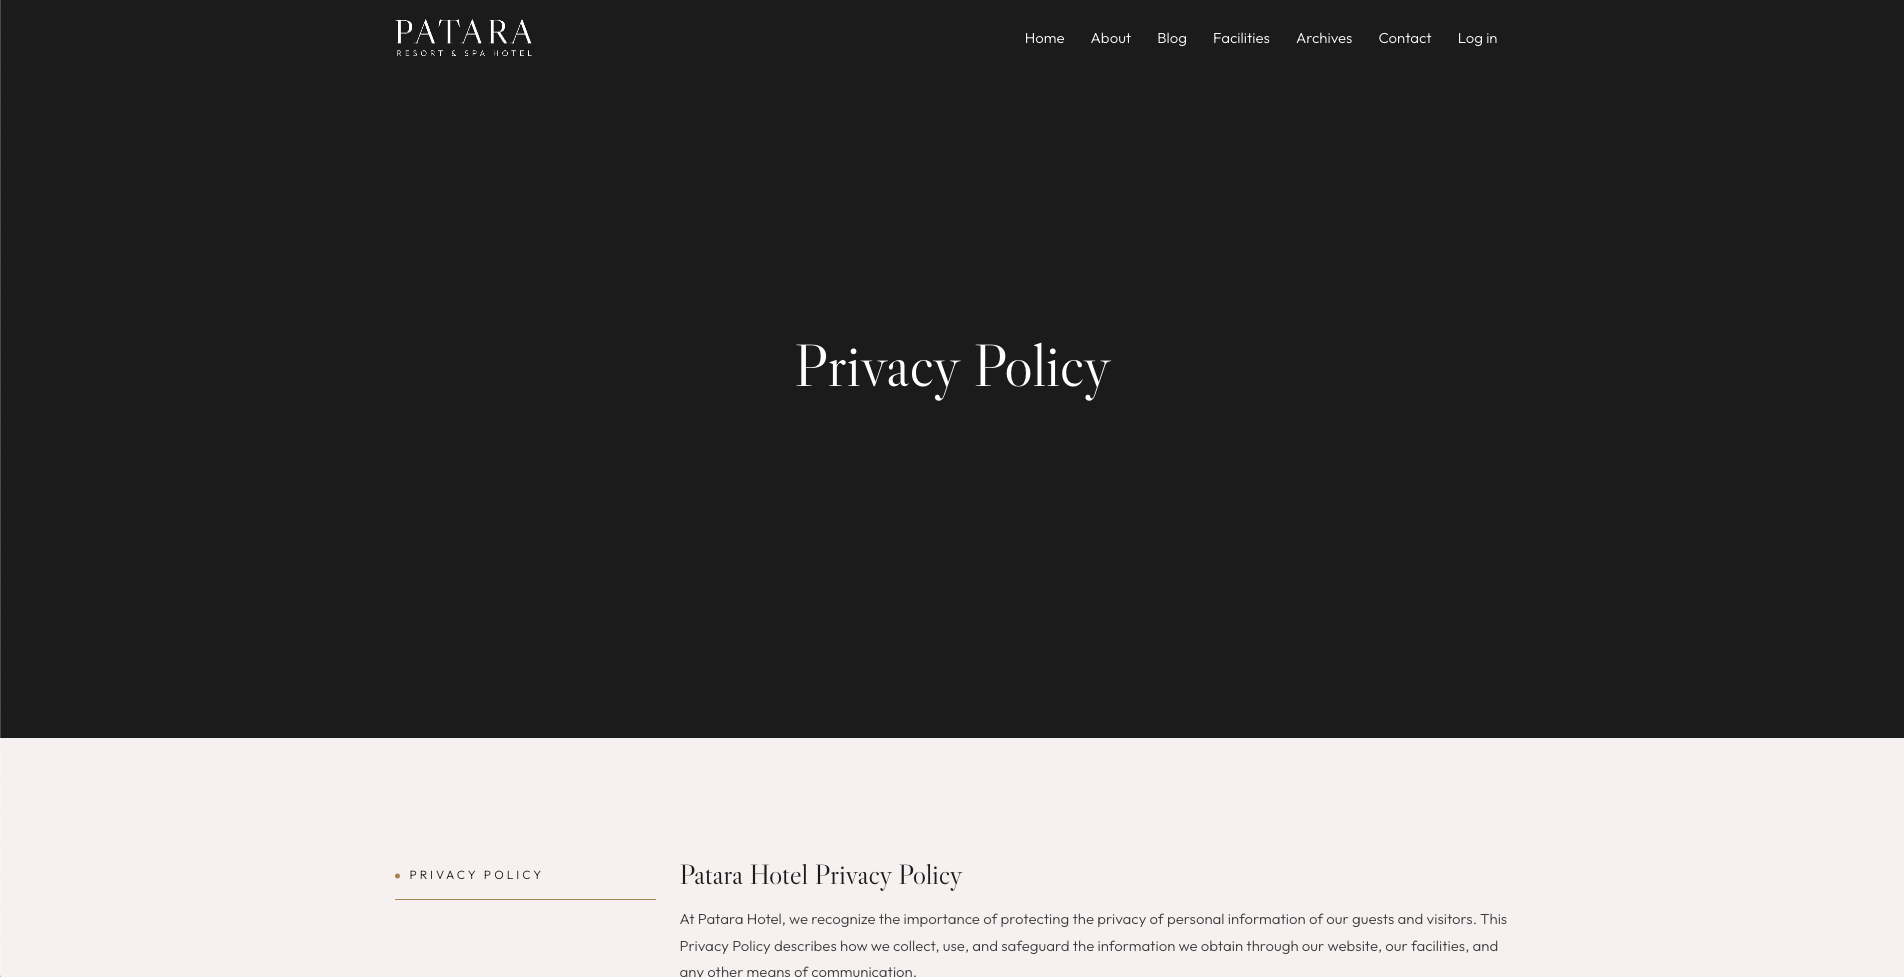 PATARA
RESORT & SPA HOTEL
Home
About
Blog
Facilities
Archives
Contact
Log in
Privacy Policy
PRIVACY POLICY
Patara Hotel Privacy Policy
At Patara Hotel, we recognize the importance of protecting the privacy of personal information of our guests and visitors. This
Privacy Policy describes how we collect, use, and safeguard the information we obtain through our website, our facilities, and
any other means of communication.